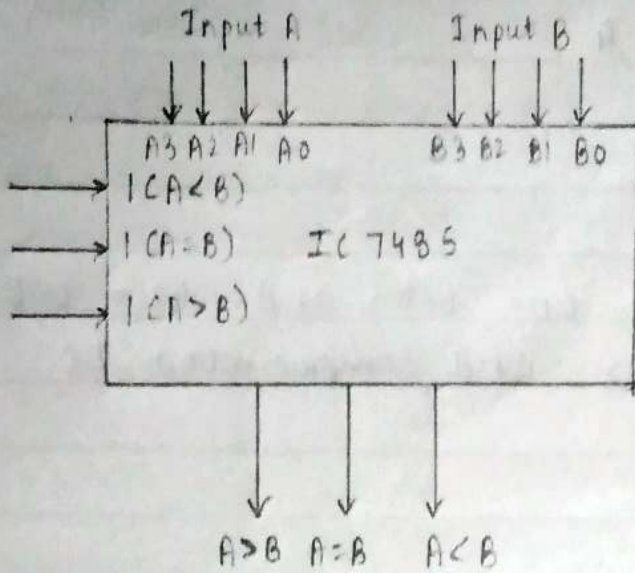 Input A Input B
A3 A2 A1 A0 B3 B2 B1 B0
I(A<B)
I(A=B) IC 7485
I(A>B)
A>B A=B A<B